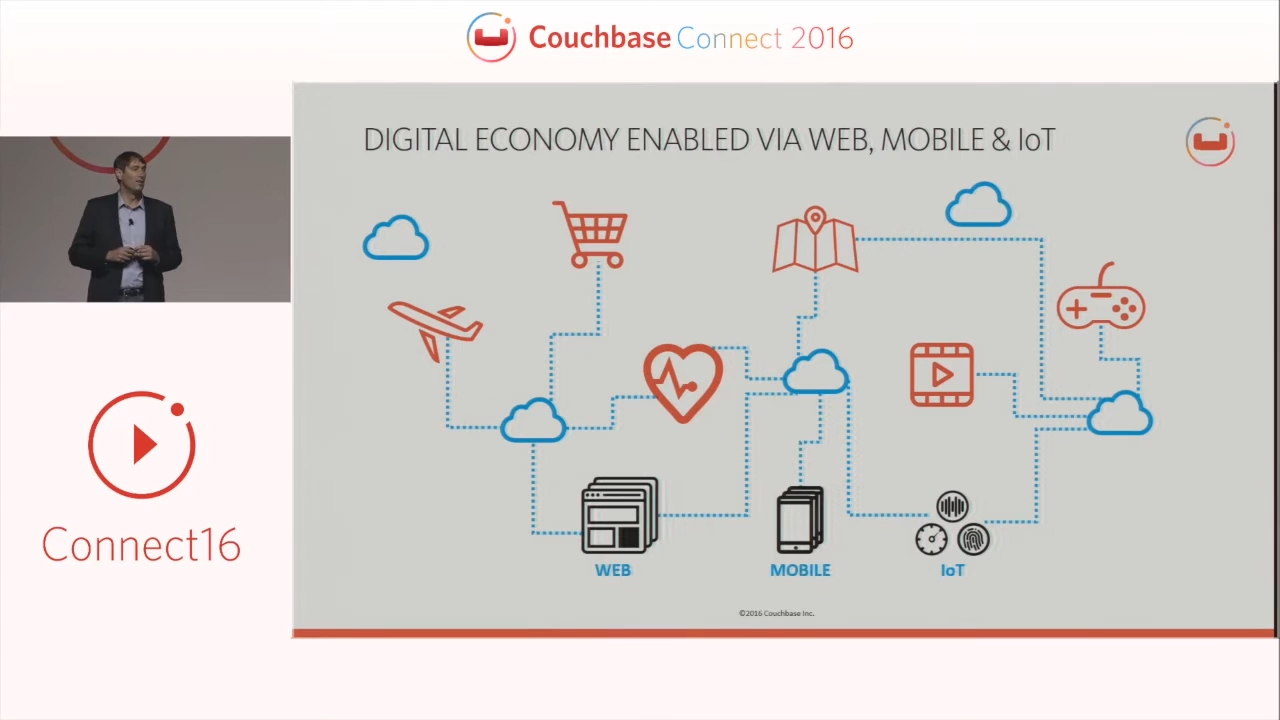 Couchbase Connect 2016
DIGITAL ECONOMY ENABLED VIA WEB, MOBILE & IoT
Connect16
WEB
MOBILE
IoT
©2016 Couchbase Inc.